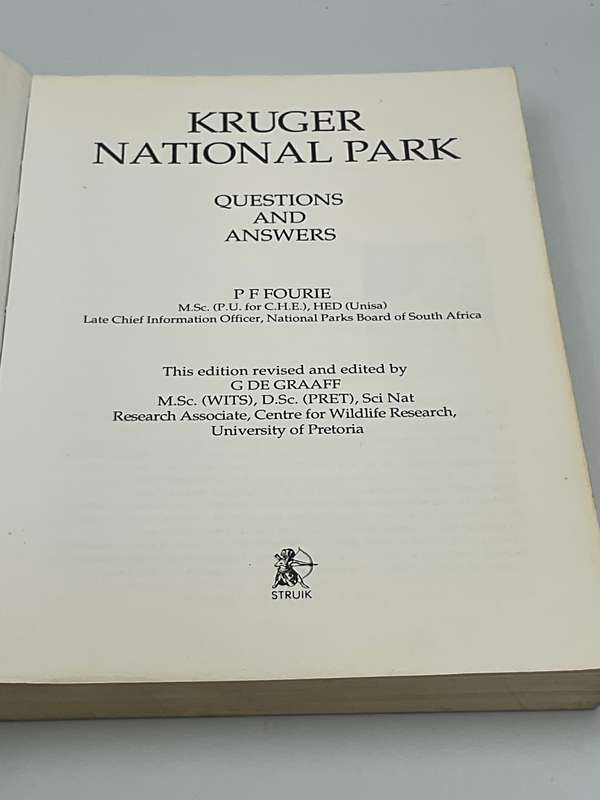 KRUGER
NATIONAL PARK
QUESTIONS
AND
ANSWERS
P F FOURIE
M.Sc. (P.U. for C.H.E.), HED (Unisa)
Late Chief Information Officer, National Parks Board of South Africa
This edition revised and edited by
G DE GRAAFF
M.Sc. (WITS), D.Sc. (PRET), Sci Nat
Research Associate, Centre for Wildlife Research,
University of Pretoria
STRUIK